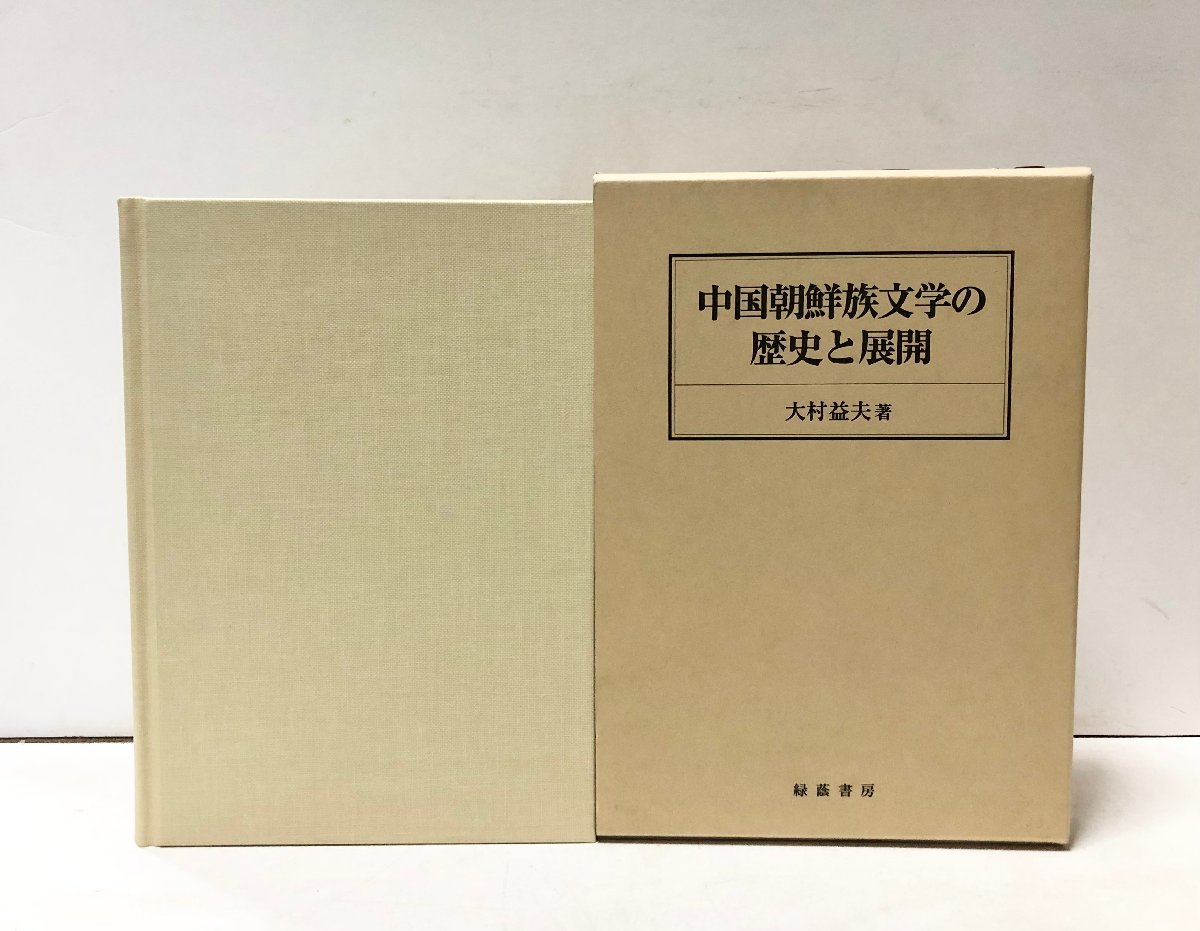 中国朝鮮族文学の
歴史と展開
大村益夫著
緑蔭書房